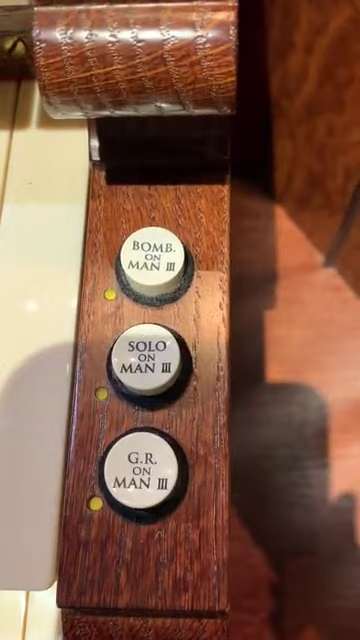 BOMB.
ON
MAN III
SOLO
ON
MAN III
G.R.
ON
MAN III